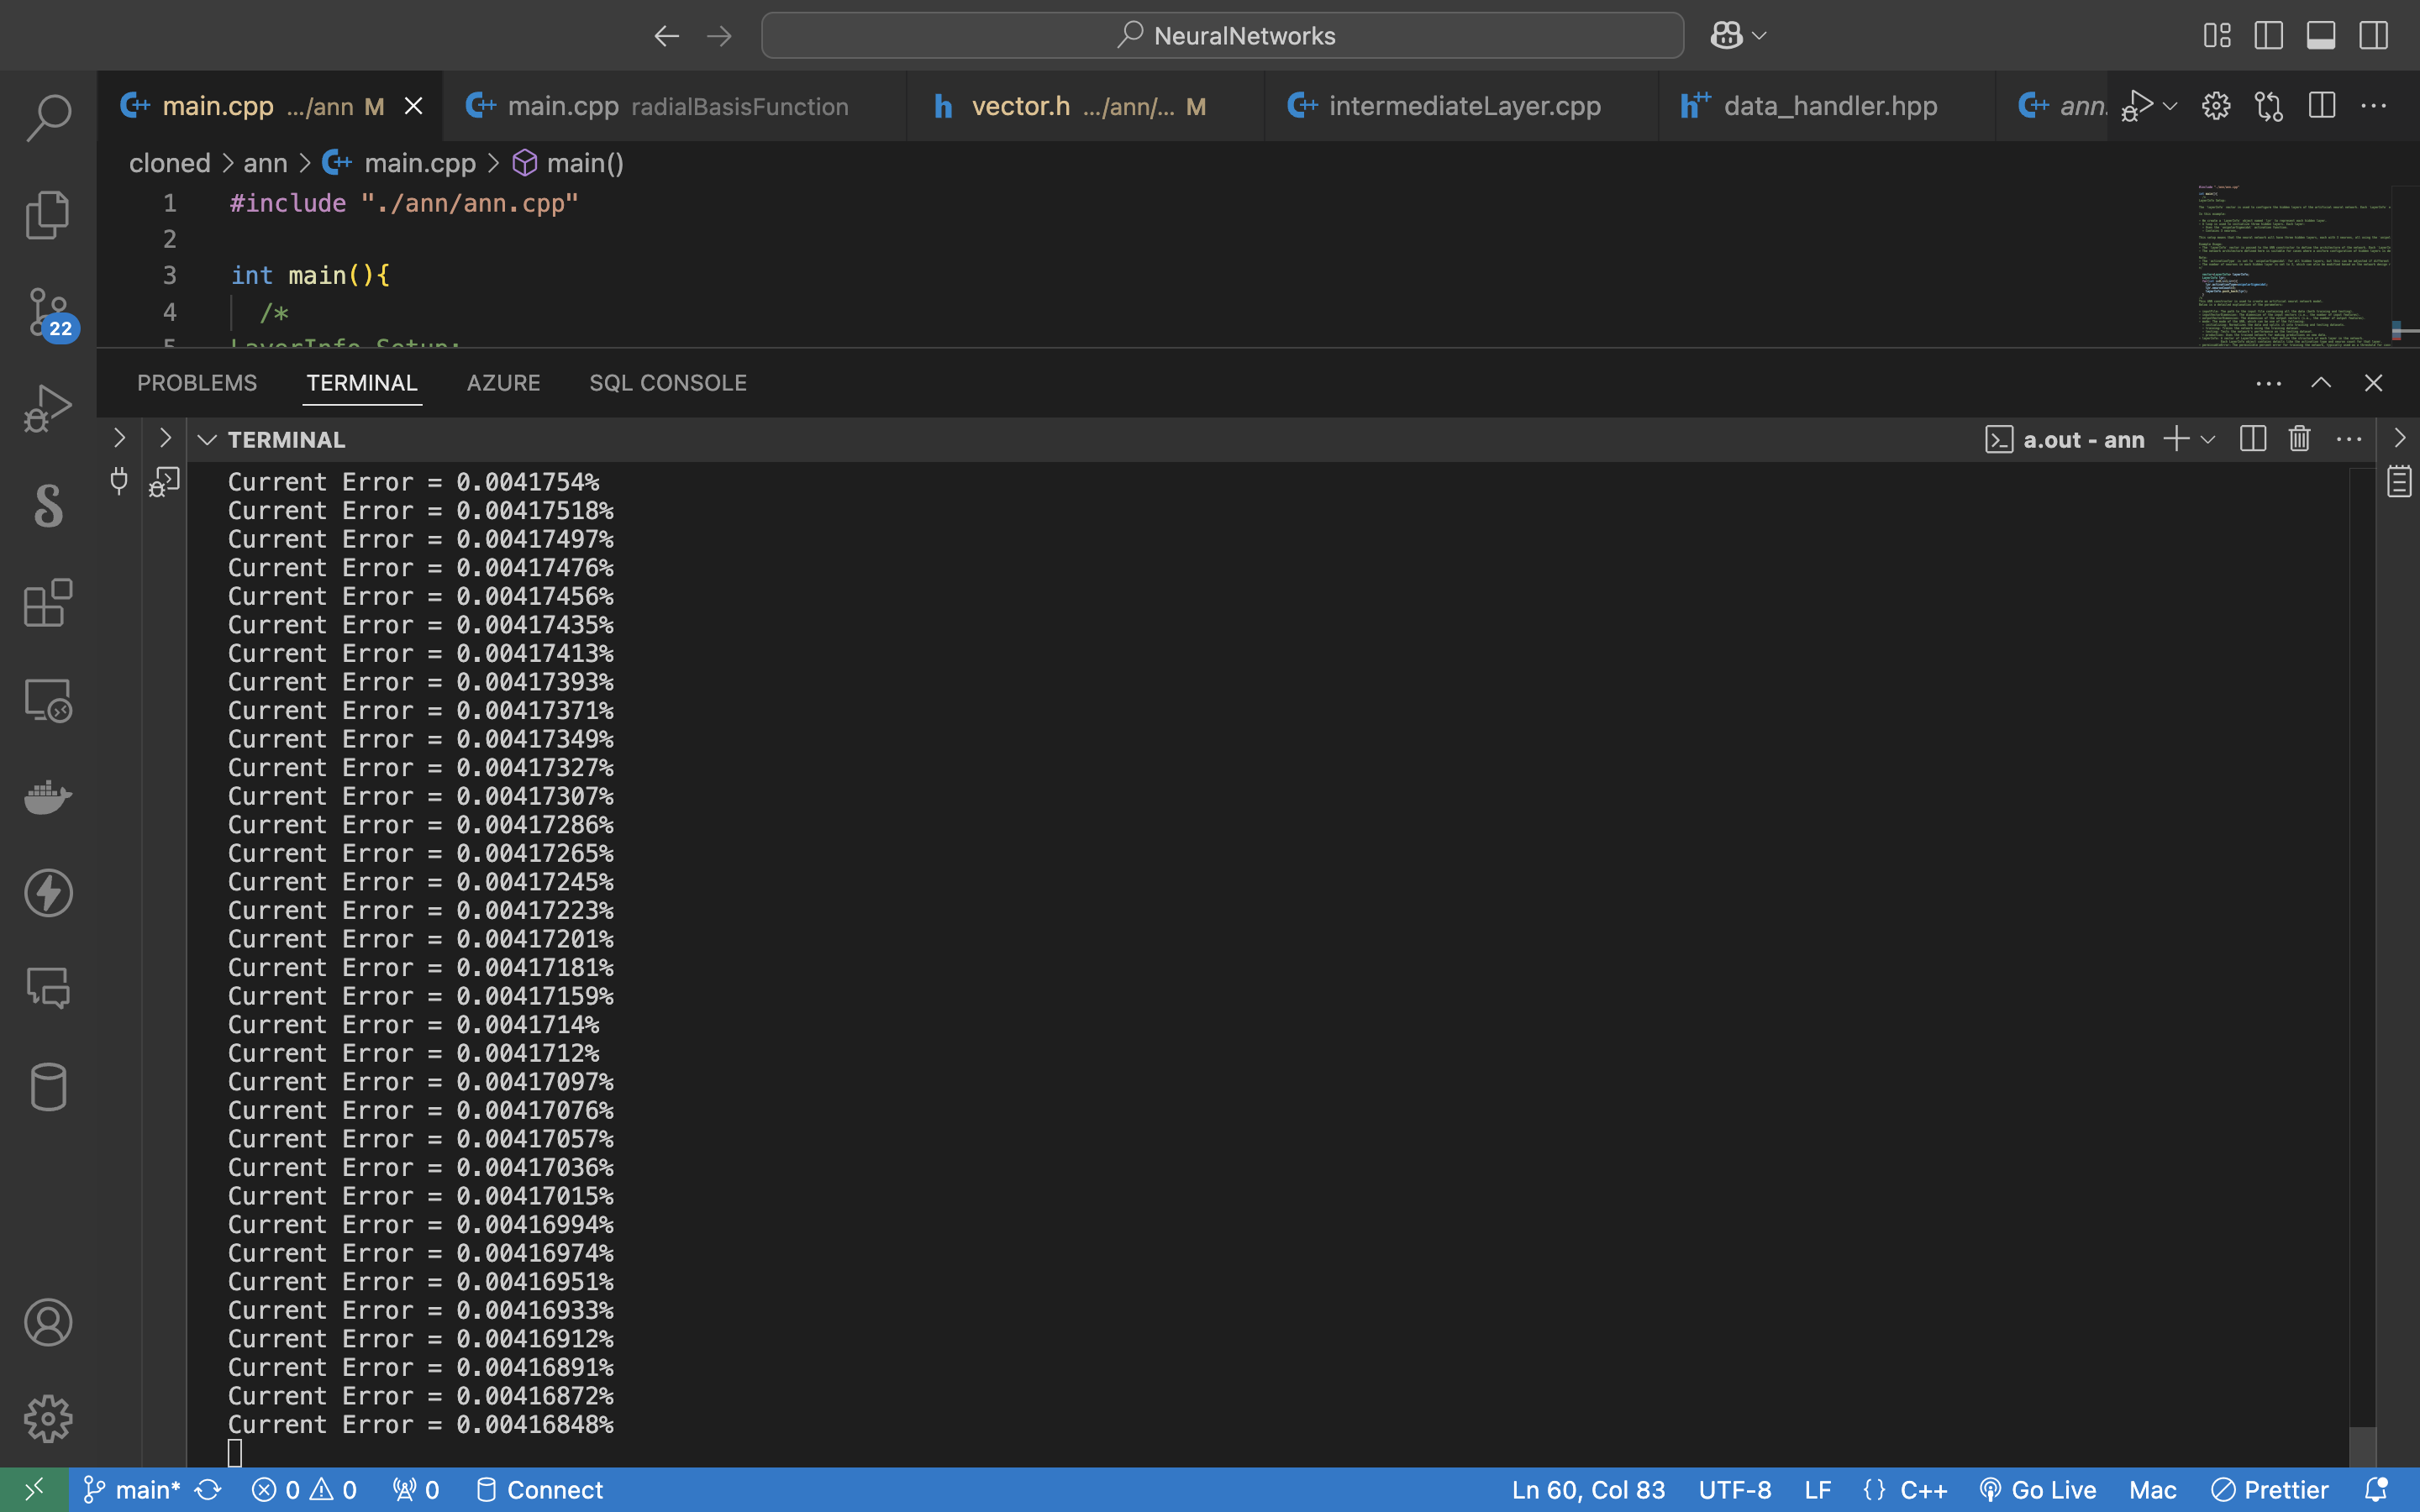 NeuralNetworks
main.cpp .../ann M
main.cpp radialBasisFunction
vector.h .../ann/... M
intermediateLayer.cpp
data_handler.hpp
ann.
cloned > ann > main.cpp > main()
1 #include "./ann/ann.cpp"
2
3 int main(){
4 /*
5 LayerInfo Setup:
22
PROBLEMS TERMINAL AZURE SQL CONSOLE
TERMINAL
a.out - ann
Current Error = 0.0041754%
Current Error = 0.00417518%
Current Error = 0.00417497%
Current Error = 0.00417476%
Current Error = 0.00417456%
Current Error = 0.00417435%
Current Error = 0.00417413%
Current Error = 0.00417393%
Current Error = 0.00417371%
Current Error = 0.00417349%
Current Error = 0.00417327%
Current Error = 0.00417307%
Current Error = 0.00417286%
Current Error = 0.00417265%
Current Error = 0.00417245%
Current Error = 0.00417223%
Current Error = 0.00417201%
Current Error = 0.00417181%
Current Error = 0.00417159%
Current Error = 0.0041714%
Current Error = 0.0041712%
Current Error = 0.00417097%
Current Error = 0.00417076%
Current Error = 0.00417057%
Current Error = 0.00417036%
Current Error = 0.00417015%
Current Error = 0.00416994%
Current Error = 0.00416974%
Current Error = 0.00416951%
Current Error = 0.00416933%
Current Error = 0.00416912%
Current Error = 0.00416891%
Current Error = 0.00416872%
Current Error = 0.00416848%
main* 0 0 0 Connect
Ln 60, Col 83 UTF-8 LF {} C++ Go Live Mac Prettier